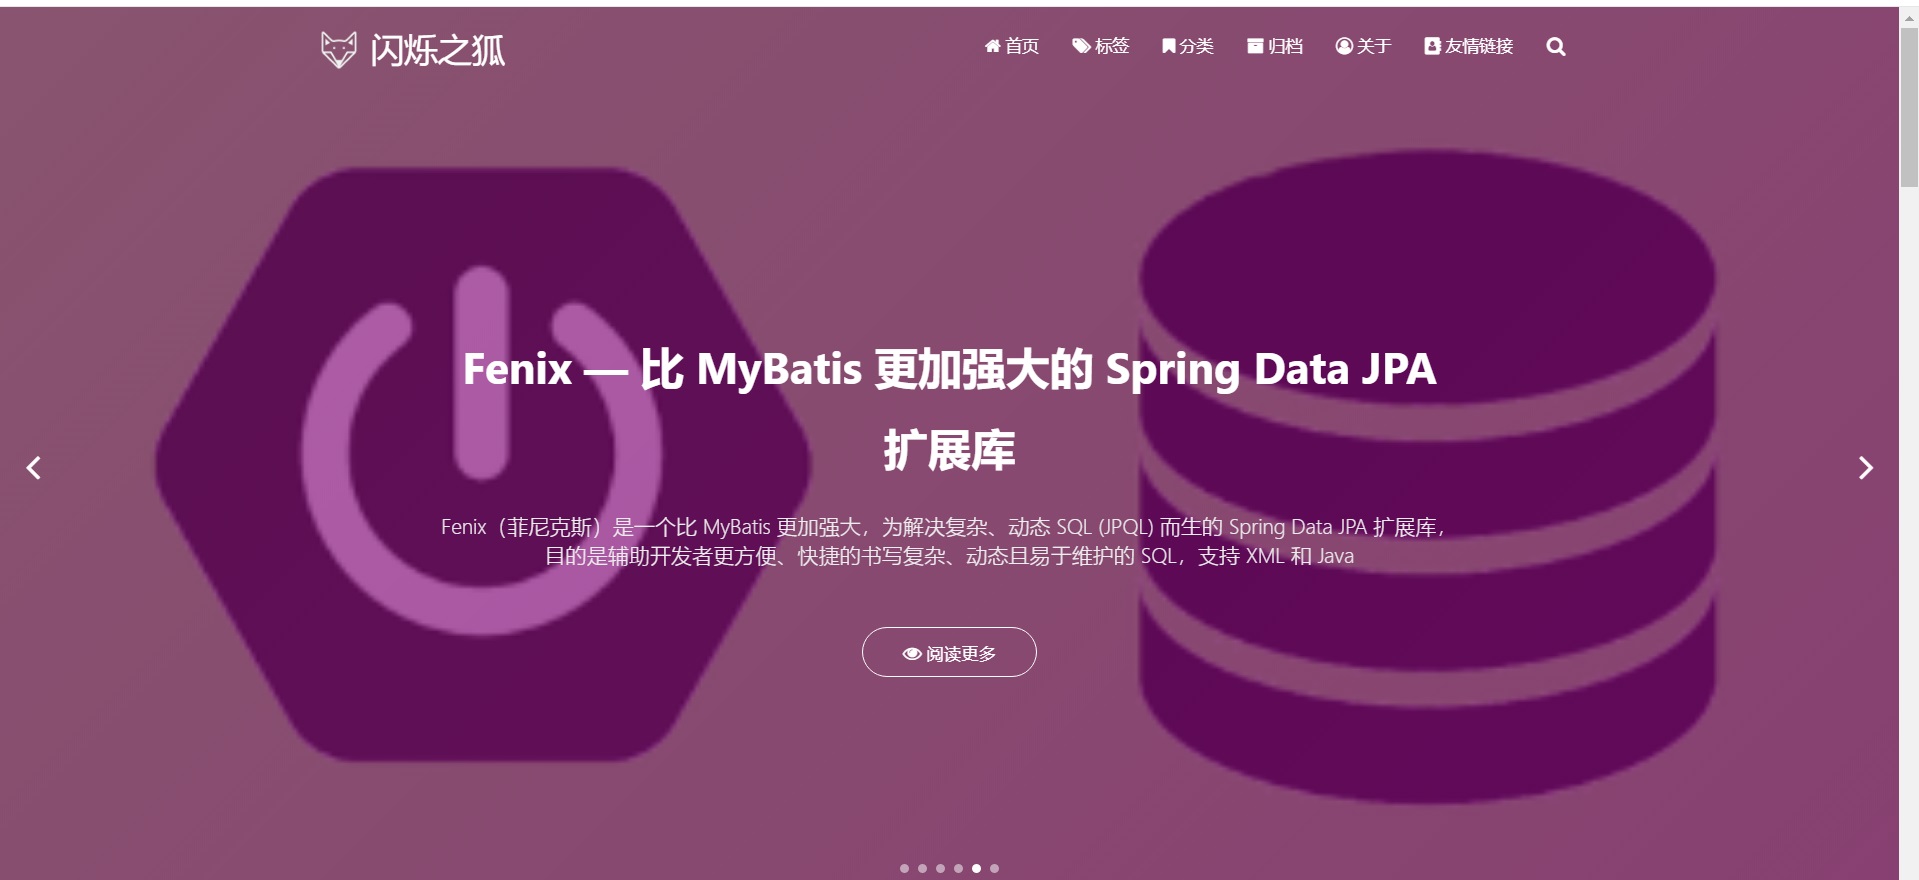 闪烁之狐
首页 标签 分类 归档 关于 友情链接
Fenix — 比 MyBatis 更加强大的 Spring Data JPA
扩展库
Fenix（菲尼克斯）是一个比 MyBatis 更加强大，为解决复杂、动态 SQL (JPQL) 而生的 Spring Data JPA 扩展库，
目的是辅助开发者更方便、快捷的书写复杂、动态且易于维护的 SQL，支持 XML 和 Java
阅读更多